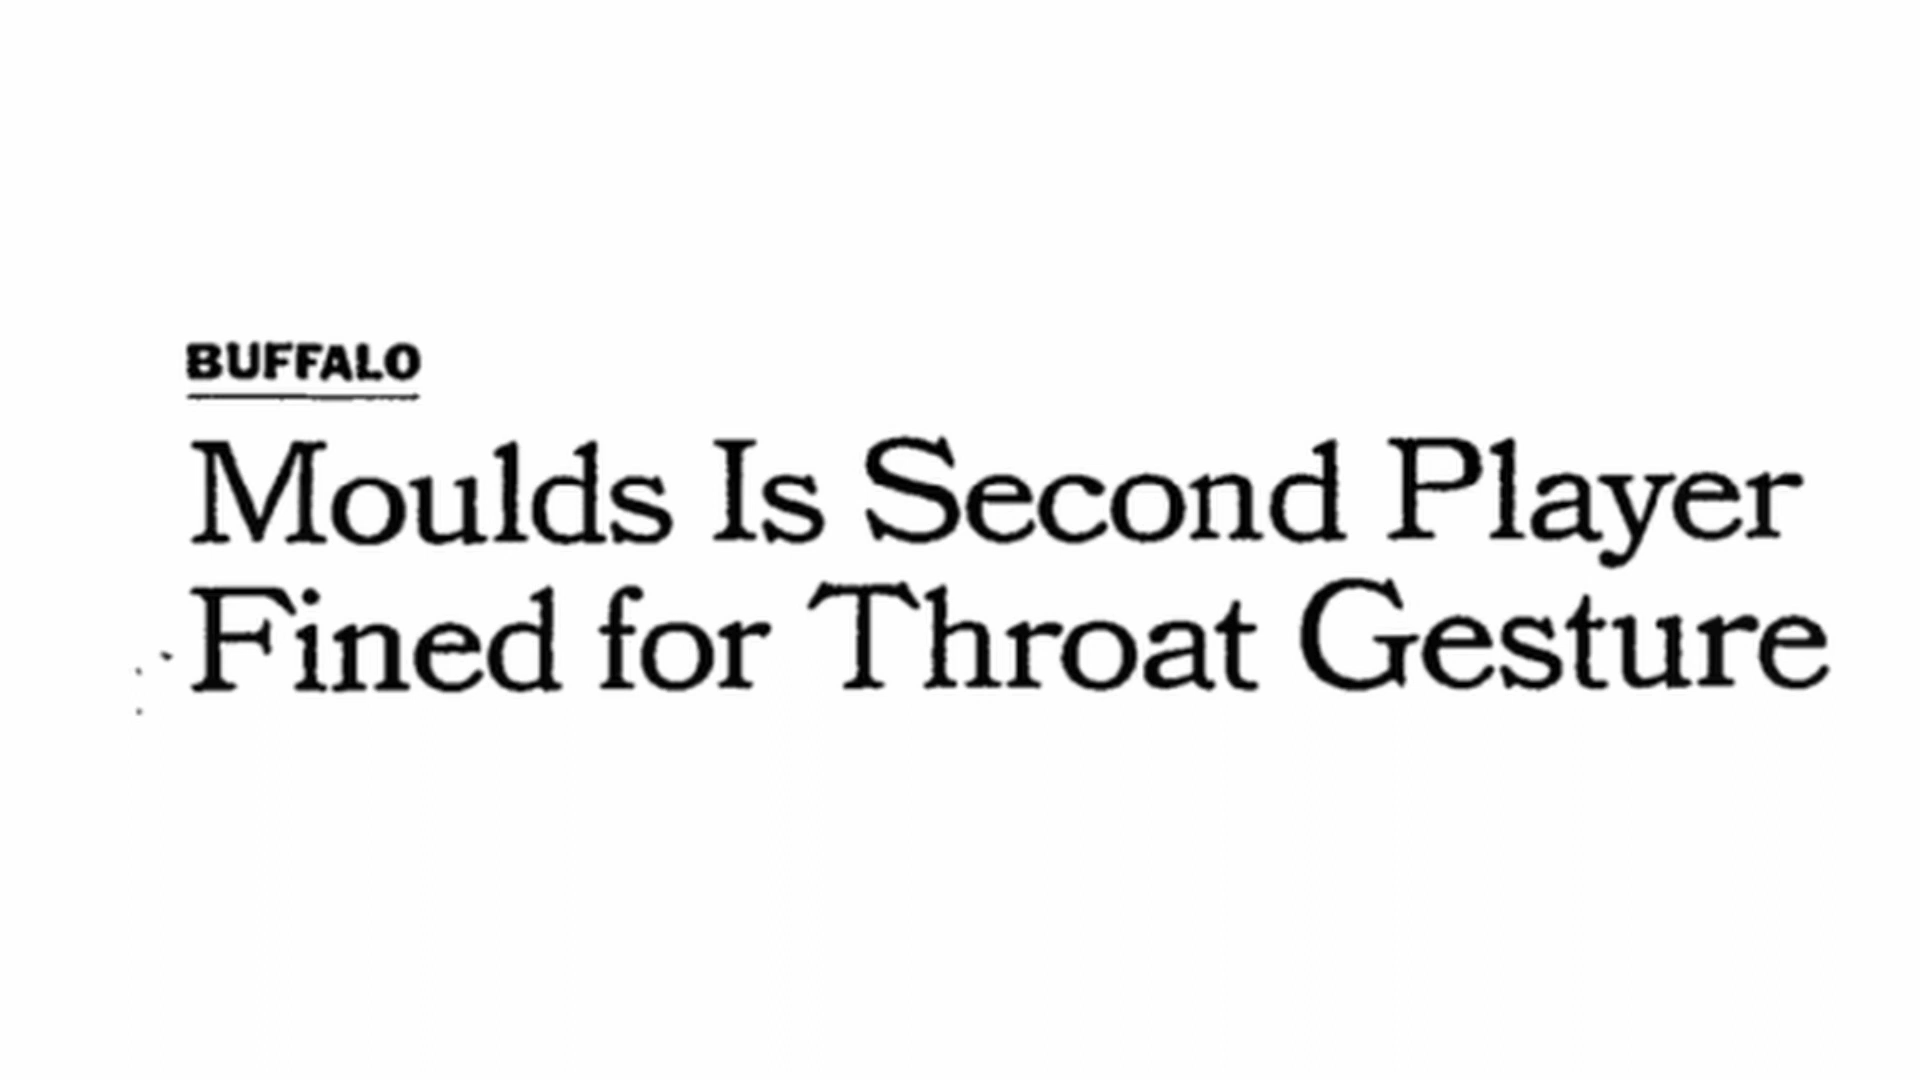 BUFFALO
Moulds Is Second Player
Fined for Throat Gesture